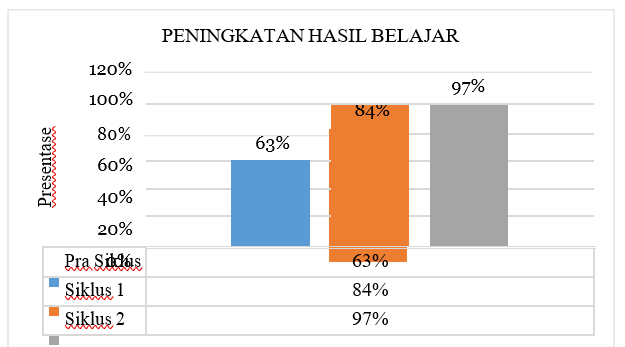 PENINGKATAN HASIL BELAJAR
120%
100%
80%
60%
40%
20%
0%
Presentase
63%
84%
97%
Pra Siklus 63%
Siklus 1 84%
Siklus 2 97%